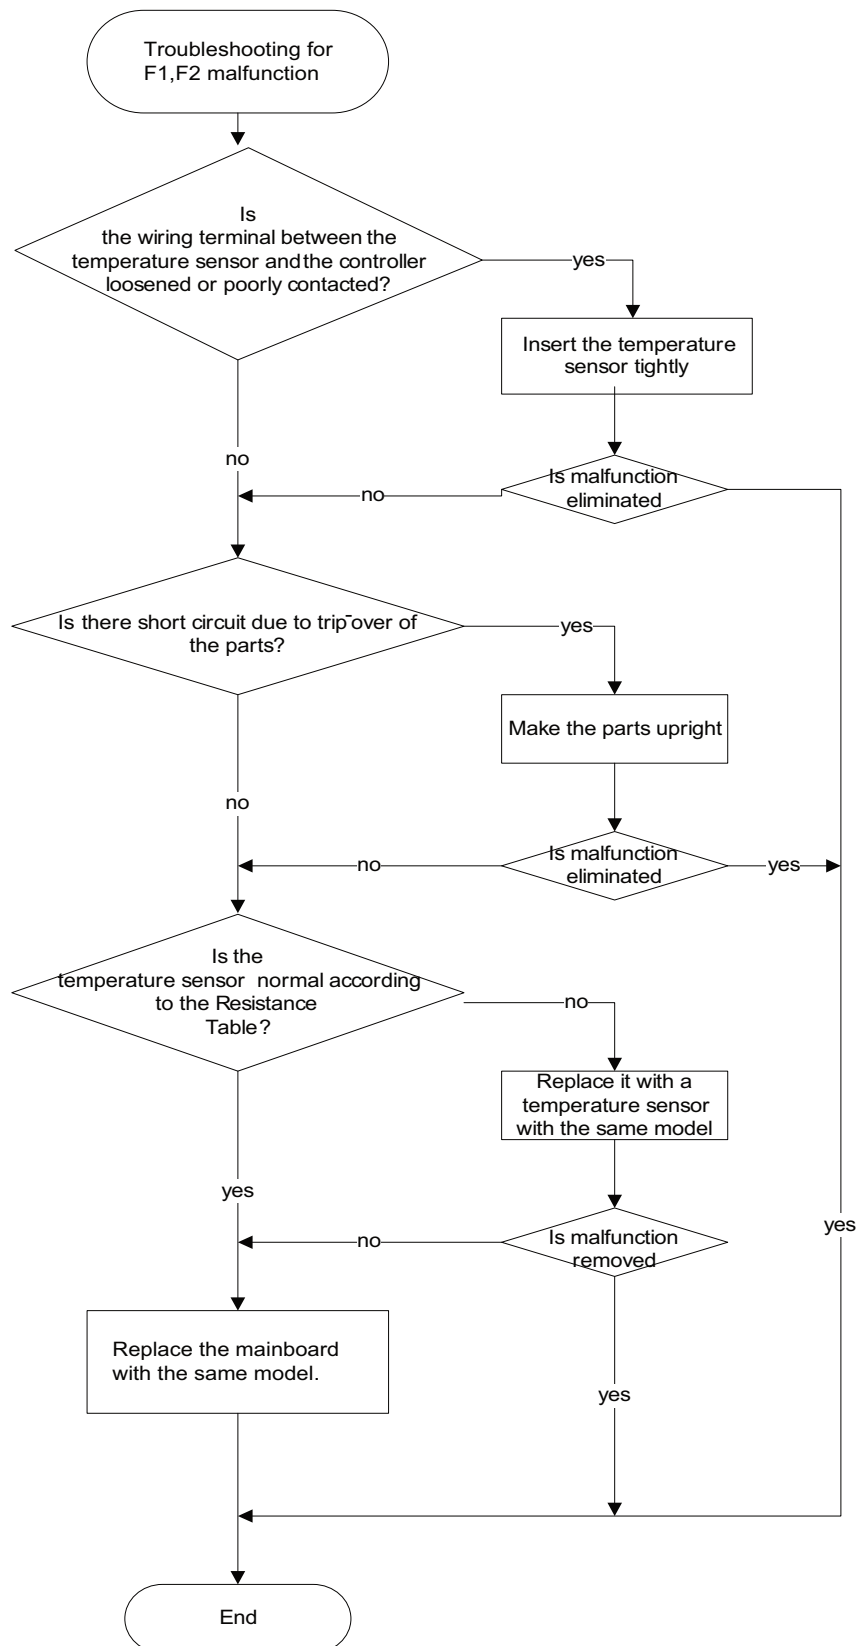 Troubleshooting for
F1,F2 malfunction
Is
the wiring terminal between the
temperature sensor and the controller
loosened or poorly contacted?
yes
Insert the temperature
sensor tightly
no
Is malfunction
eliminated
no
Is there short circuit due to trip-over of
the parts?
yes
Make the parts upright
no
Is malfunction
eliminated
no
yes
Is the
temperature sensor normal according
to the Resistance
Table?
no
Replace it with a
temperature sensor
with the same model
yes
Is malfunction
removed
no
yes
Replace the mainboard
with the same model.
yes
End